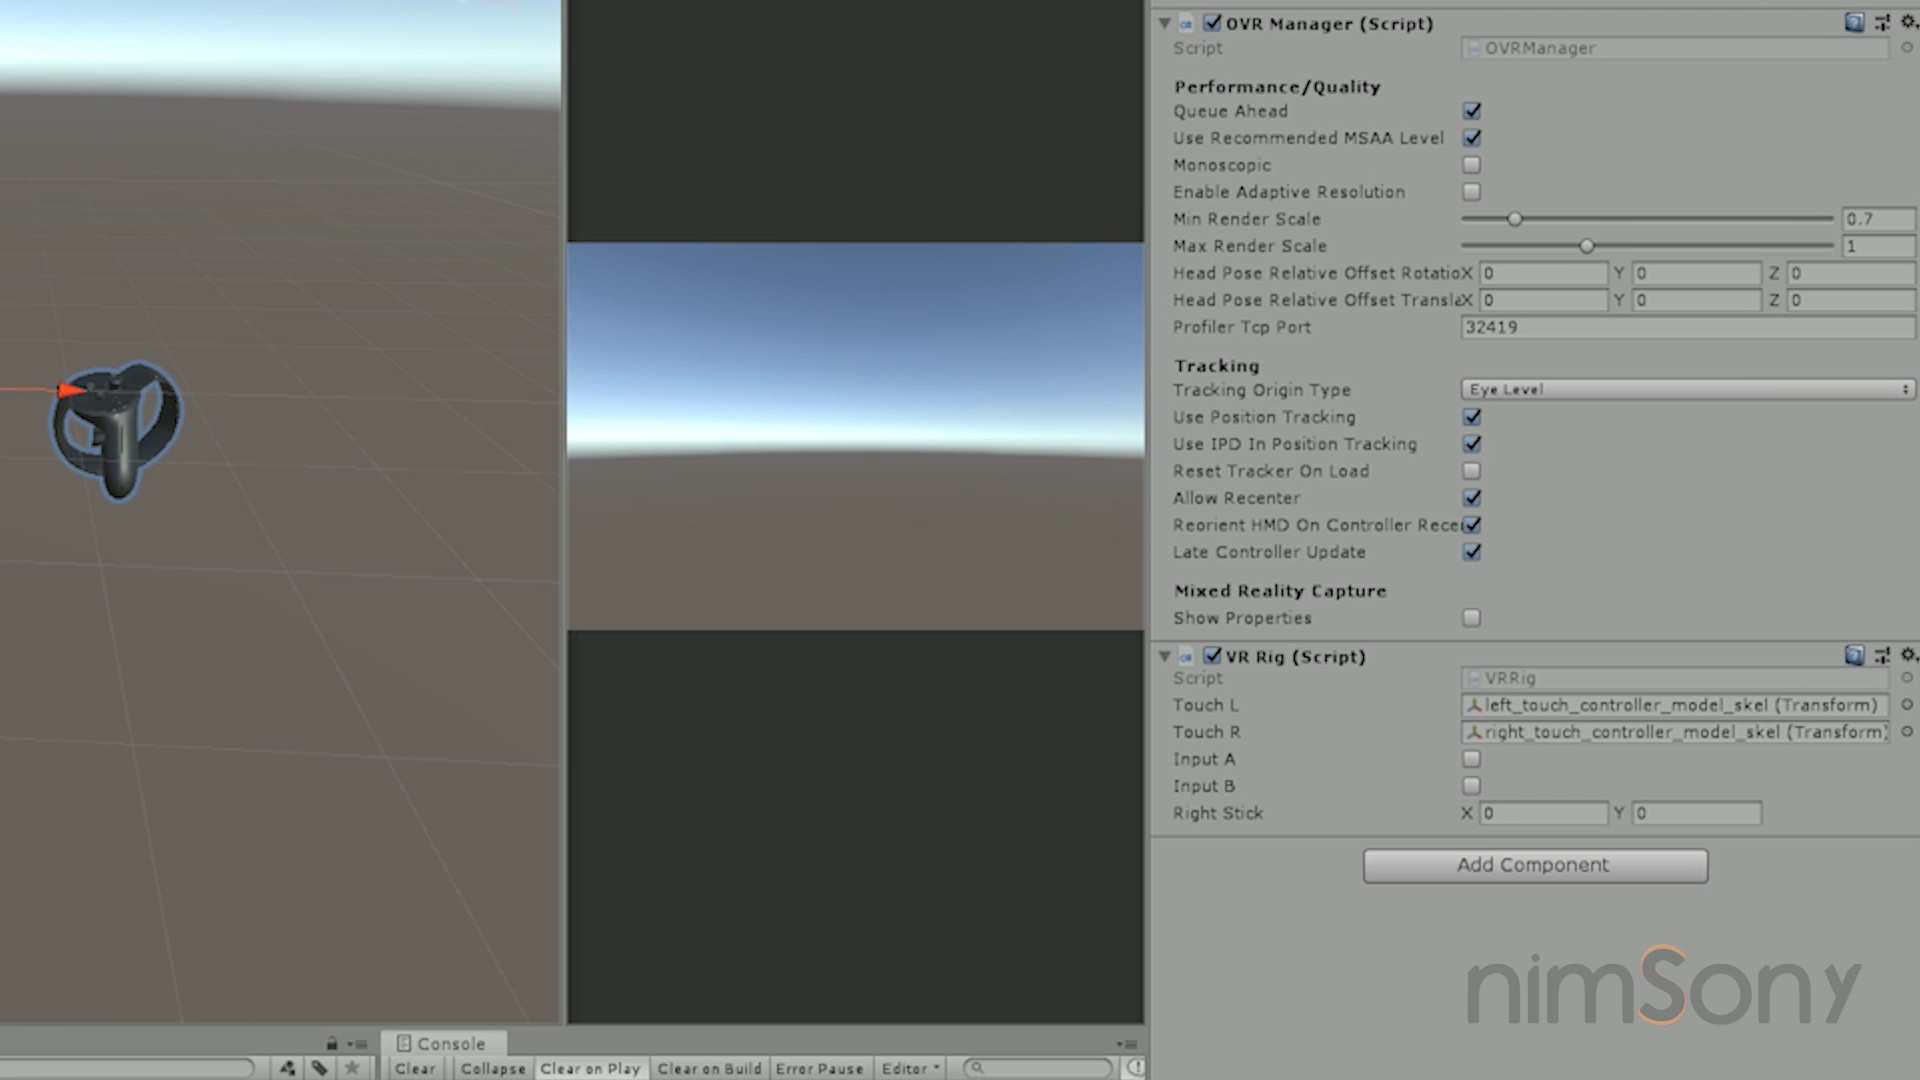 OVR Manager (Script)
Script OVRManager
Performance/Quality
Queue Ahead
Use Recommended MSAA Level
Monoscopic
Enable Adaptive Resolution
Min Render Scale 0.7
Max Render Scale 1
Head Pose Relative Offset Rotatio X 0 Y 0 Z 0
Head Pose Relative Offset Transla X 0 Y 0 Z 0
Profiler Tcp Port 32419
Tracking
Tracking Origin Type Eye Level
Use Position Tracking
Use IPD In Position Tracking
Reset Tracker On Load
Allow Recenter
Reorient HMD On Controller Rece
Late Controller Update
Mixed Reality Capture
Show Properties
VR Rig (Script)
Script VRRig
Touch L left_touch_controller_model_skel (Transform)
Touch R right_touch_controller_model_skel (Transform)
Input A
Input B
Right Stick X 0 Y 0
Add Component
nimSony
Console
Clear Collapse Clear on Play Clear on Build Error Pause Editor